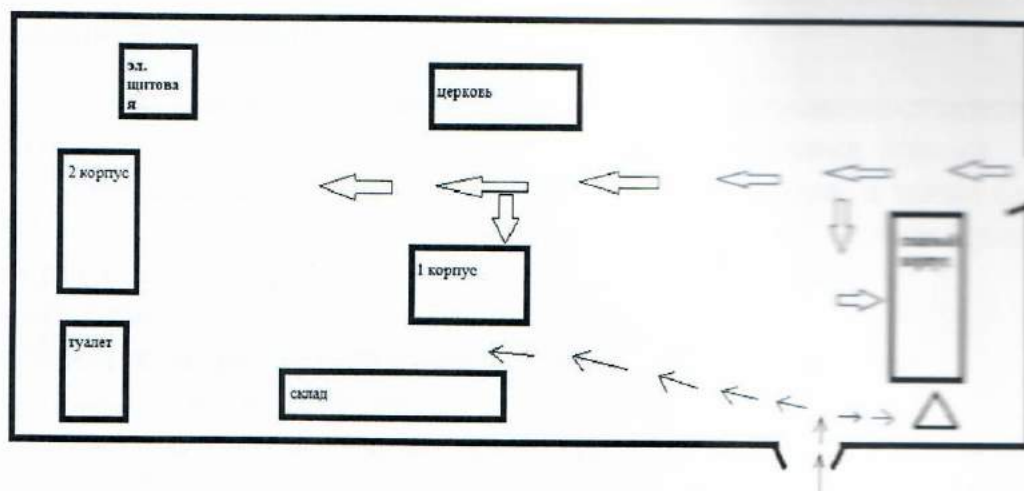 эл.
щитова
я
церковь
2 корпус
1 корпус
туалет
склад